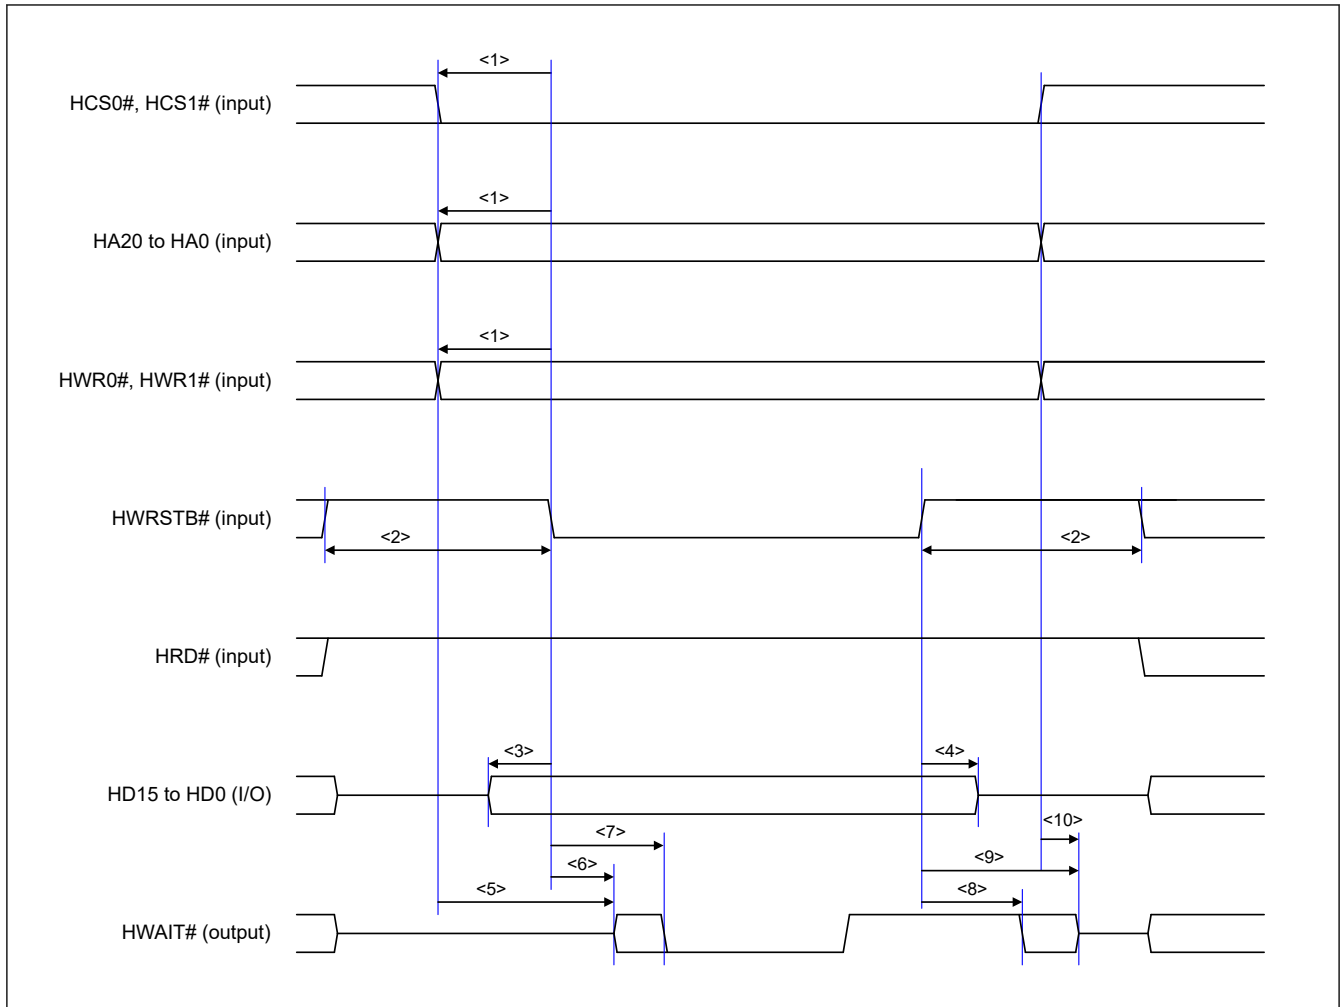 <1>
HCS0#, HCS1# (input)
<1>
HA20 to HA0 (input)
<1>
HWR0#, HWR1# (input)
HWRSTB# (input)
<2>
<2>
HRD# (input)
<3>
<4>
HD15 to HD0 (I/O)
<10>
<7>
<9>
<6>
<5>
<8>
HWAIT# (output)